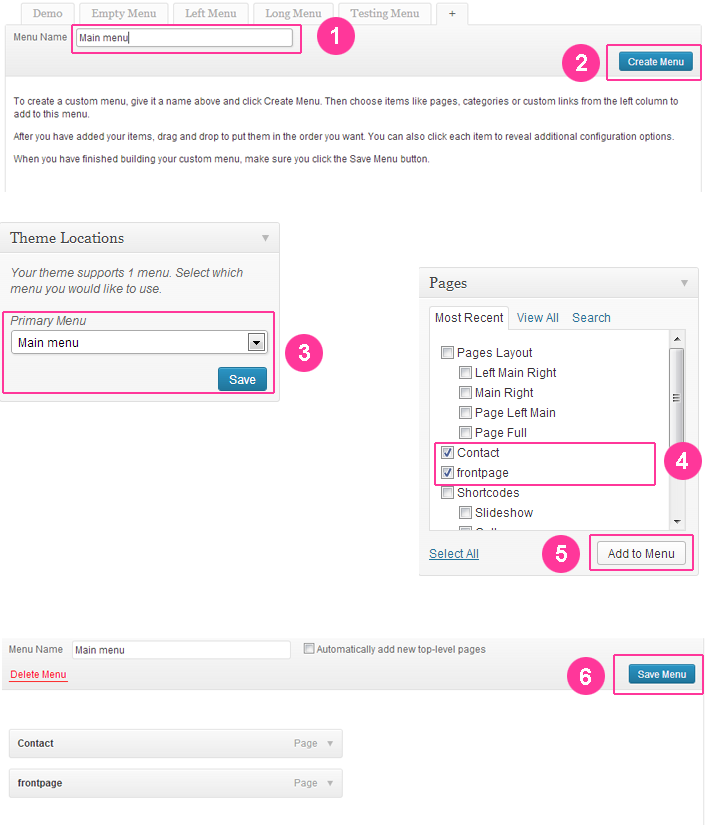 Demo Empty Menu Left Menu Long Menu Testing Menu +
Menu Name Main menu 1
2 Create Menu
To create a custom menu, give it a name above and click Create Menu. Then choose items like pages, categories or custom links from the left column to
add to this menu.
After you have added your items, drag and drop to put them in the order you want. You can also click each item to reveal additional configuration options.
When you have finished building your custom menu, make sure you click the Save Menu button.
Theme Locations
Your theme supports 1 menu. Select which
menu you would like to use.
Primary Menu
Main menu
3
Save
Pages
Most Recent View All Search
Pages Layout
Left Main Right
Main Right
Page Left Main
Page Full
Contact
4
frontpage
Shortcodes
Slideshow
Select All 5 Add to Menu
Menu Name Main menu Automatically add new top-level pages
Delete Menu 6 Save Menu
Contact Page
frontpage Page